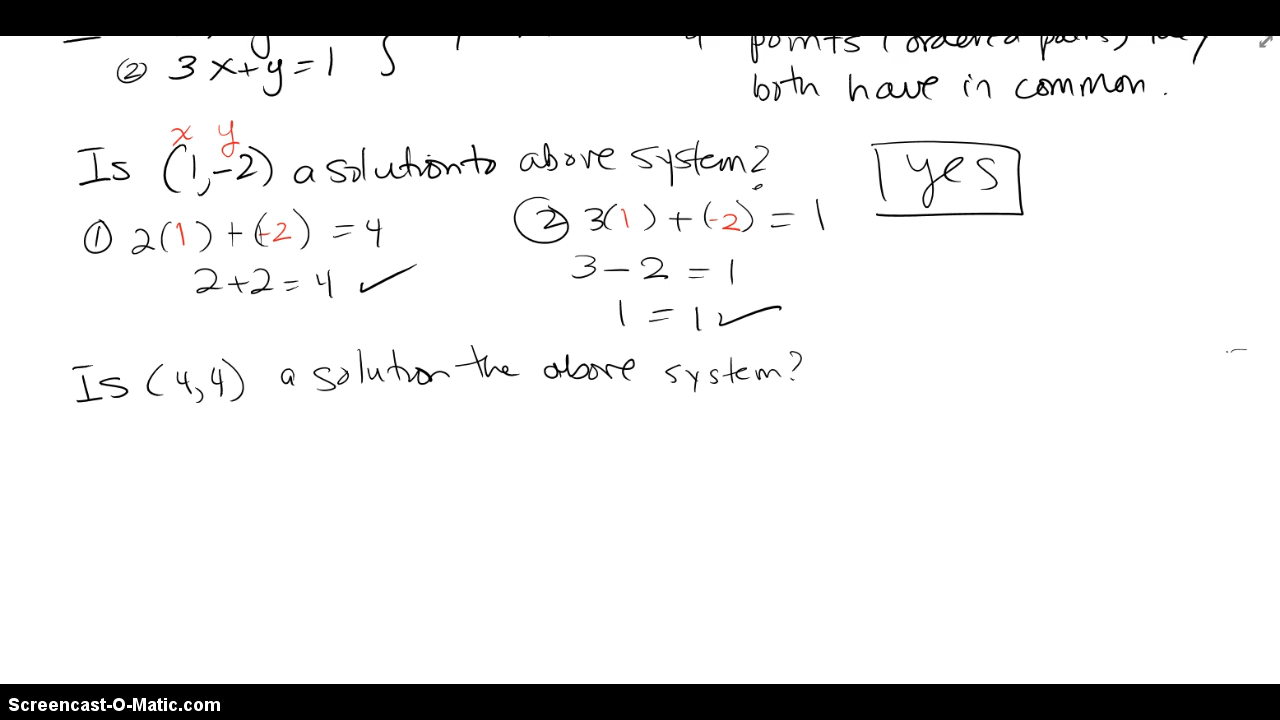 ② 3x+y=1
points (ordered pairs) they
both have in common.
x y
Is (1,-2) a solution to above system? yes
① 2(1) + (-2) = 4
2+2=4 ✓
② 3(1) + (-2) = 1
3-2 = 1
1 = 1 ✓
Is (4,4) a solution the above system?
Screencast-O-Matic.com